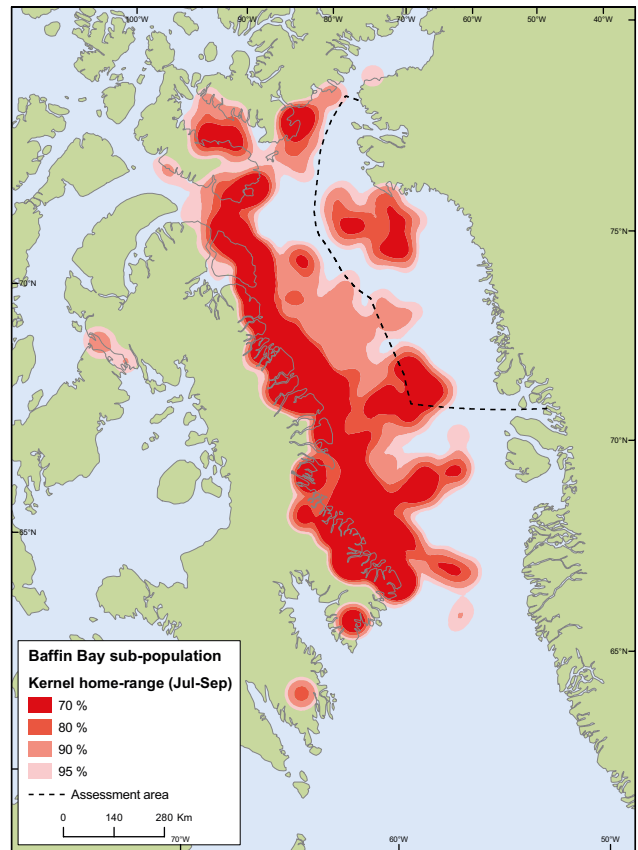 100°W 90°W 80°W 70°W 60°W 50°W 40°W
75°N
70°N
70°N
65°N
65°N
Baffin Bay sub-population
Kernel home-range (Jul-Sep)
70 %
80 %
90 %
95 %
Assessment area
0 140 280 Km
70°W 60°W 50°W